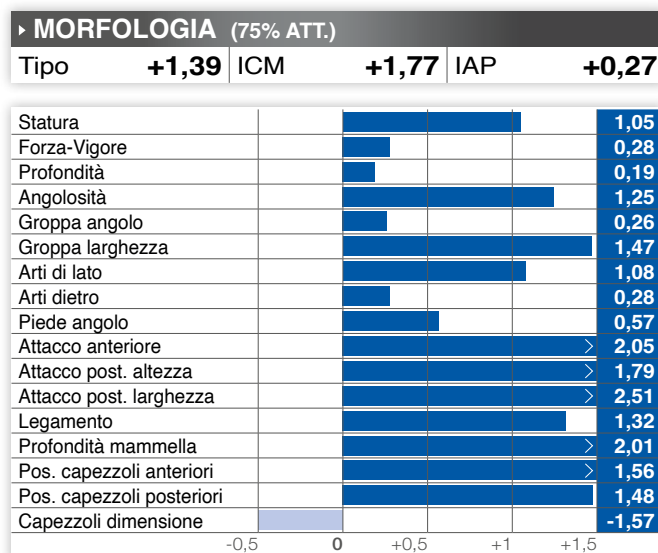 MORFOLOGIA (75% ATT.)
Tipo +1,39 ICM +1,77 IAP +0,27
Statura 1,05
Forza-Vigore 0,28
Profondità 0,19
Angolosità 1,25
Groppa angolo 0,26
Groppa larghezza 1,47
Arti di lato 1,08
Arti dietro 0,28
Piede angolo 0,57
Attacco anteriore 2,05
Attacco post. altezza 1,79
Attacco post. larghezza 2,51
Legamento 1,32
Profondità mammella 2,01
Pos. capezzoli anteriori 1,56
Pos. capezzoli posteriori 1,48
Capezzoli dimensione -1,57
-0,5 0 +0,5 +1 +1,5